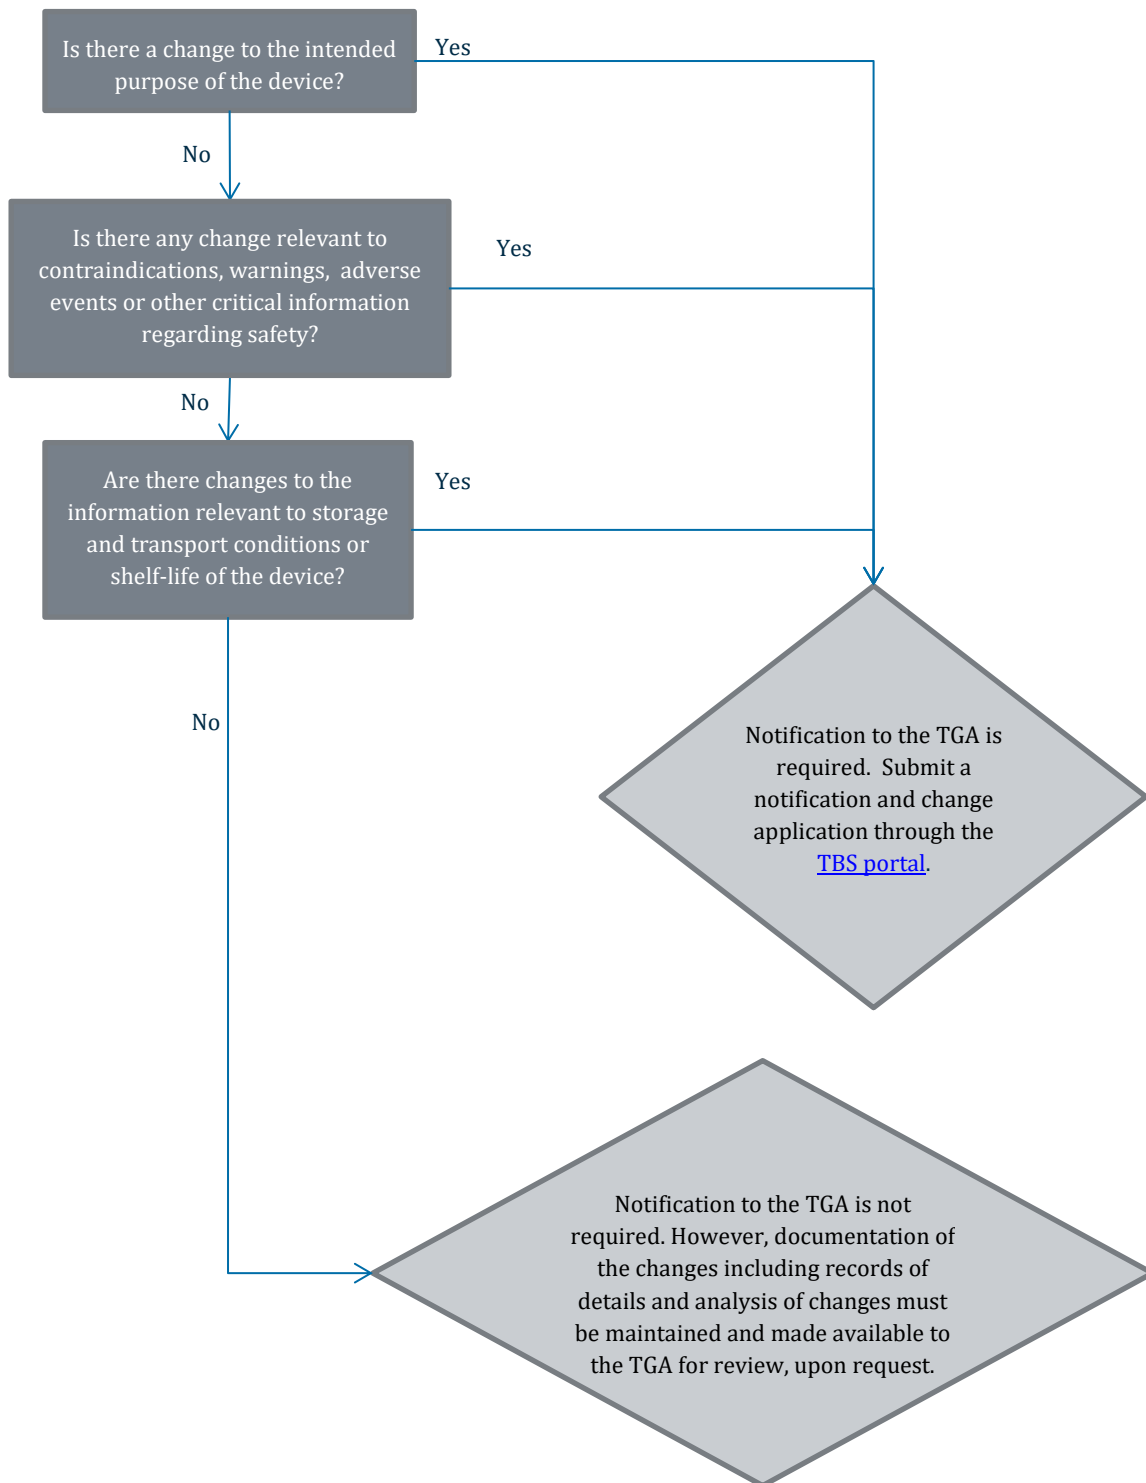 Is there a change to the intended
purpose of the device?
Yes
No
Is there any change relevant to
contraindications, warnings,  adverse
events or other critical information
regarding safety?
Yes
No
Are there changes to the
information relevant to storage
and transport conditions or
shelf-life of the device?
Yes
No
Notification to the TGA is
required.  Submit a
notification and change
application through the
TBS portal.
Notification to the TGA is not
required. However, documentation of
the changes including records of
details and analysis of changes must
be maintained and made available to
the TGA for review, upon request.